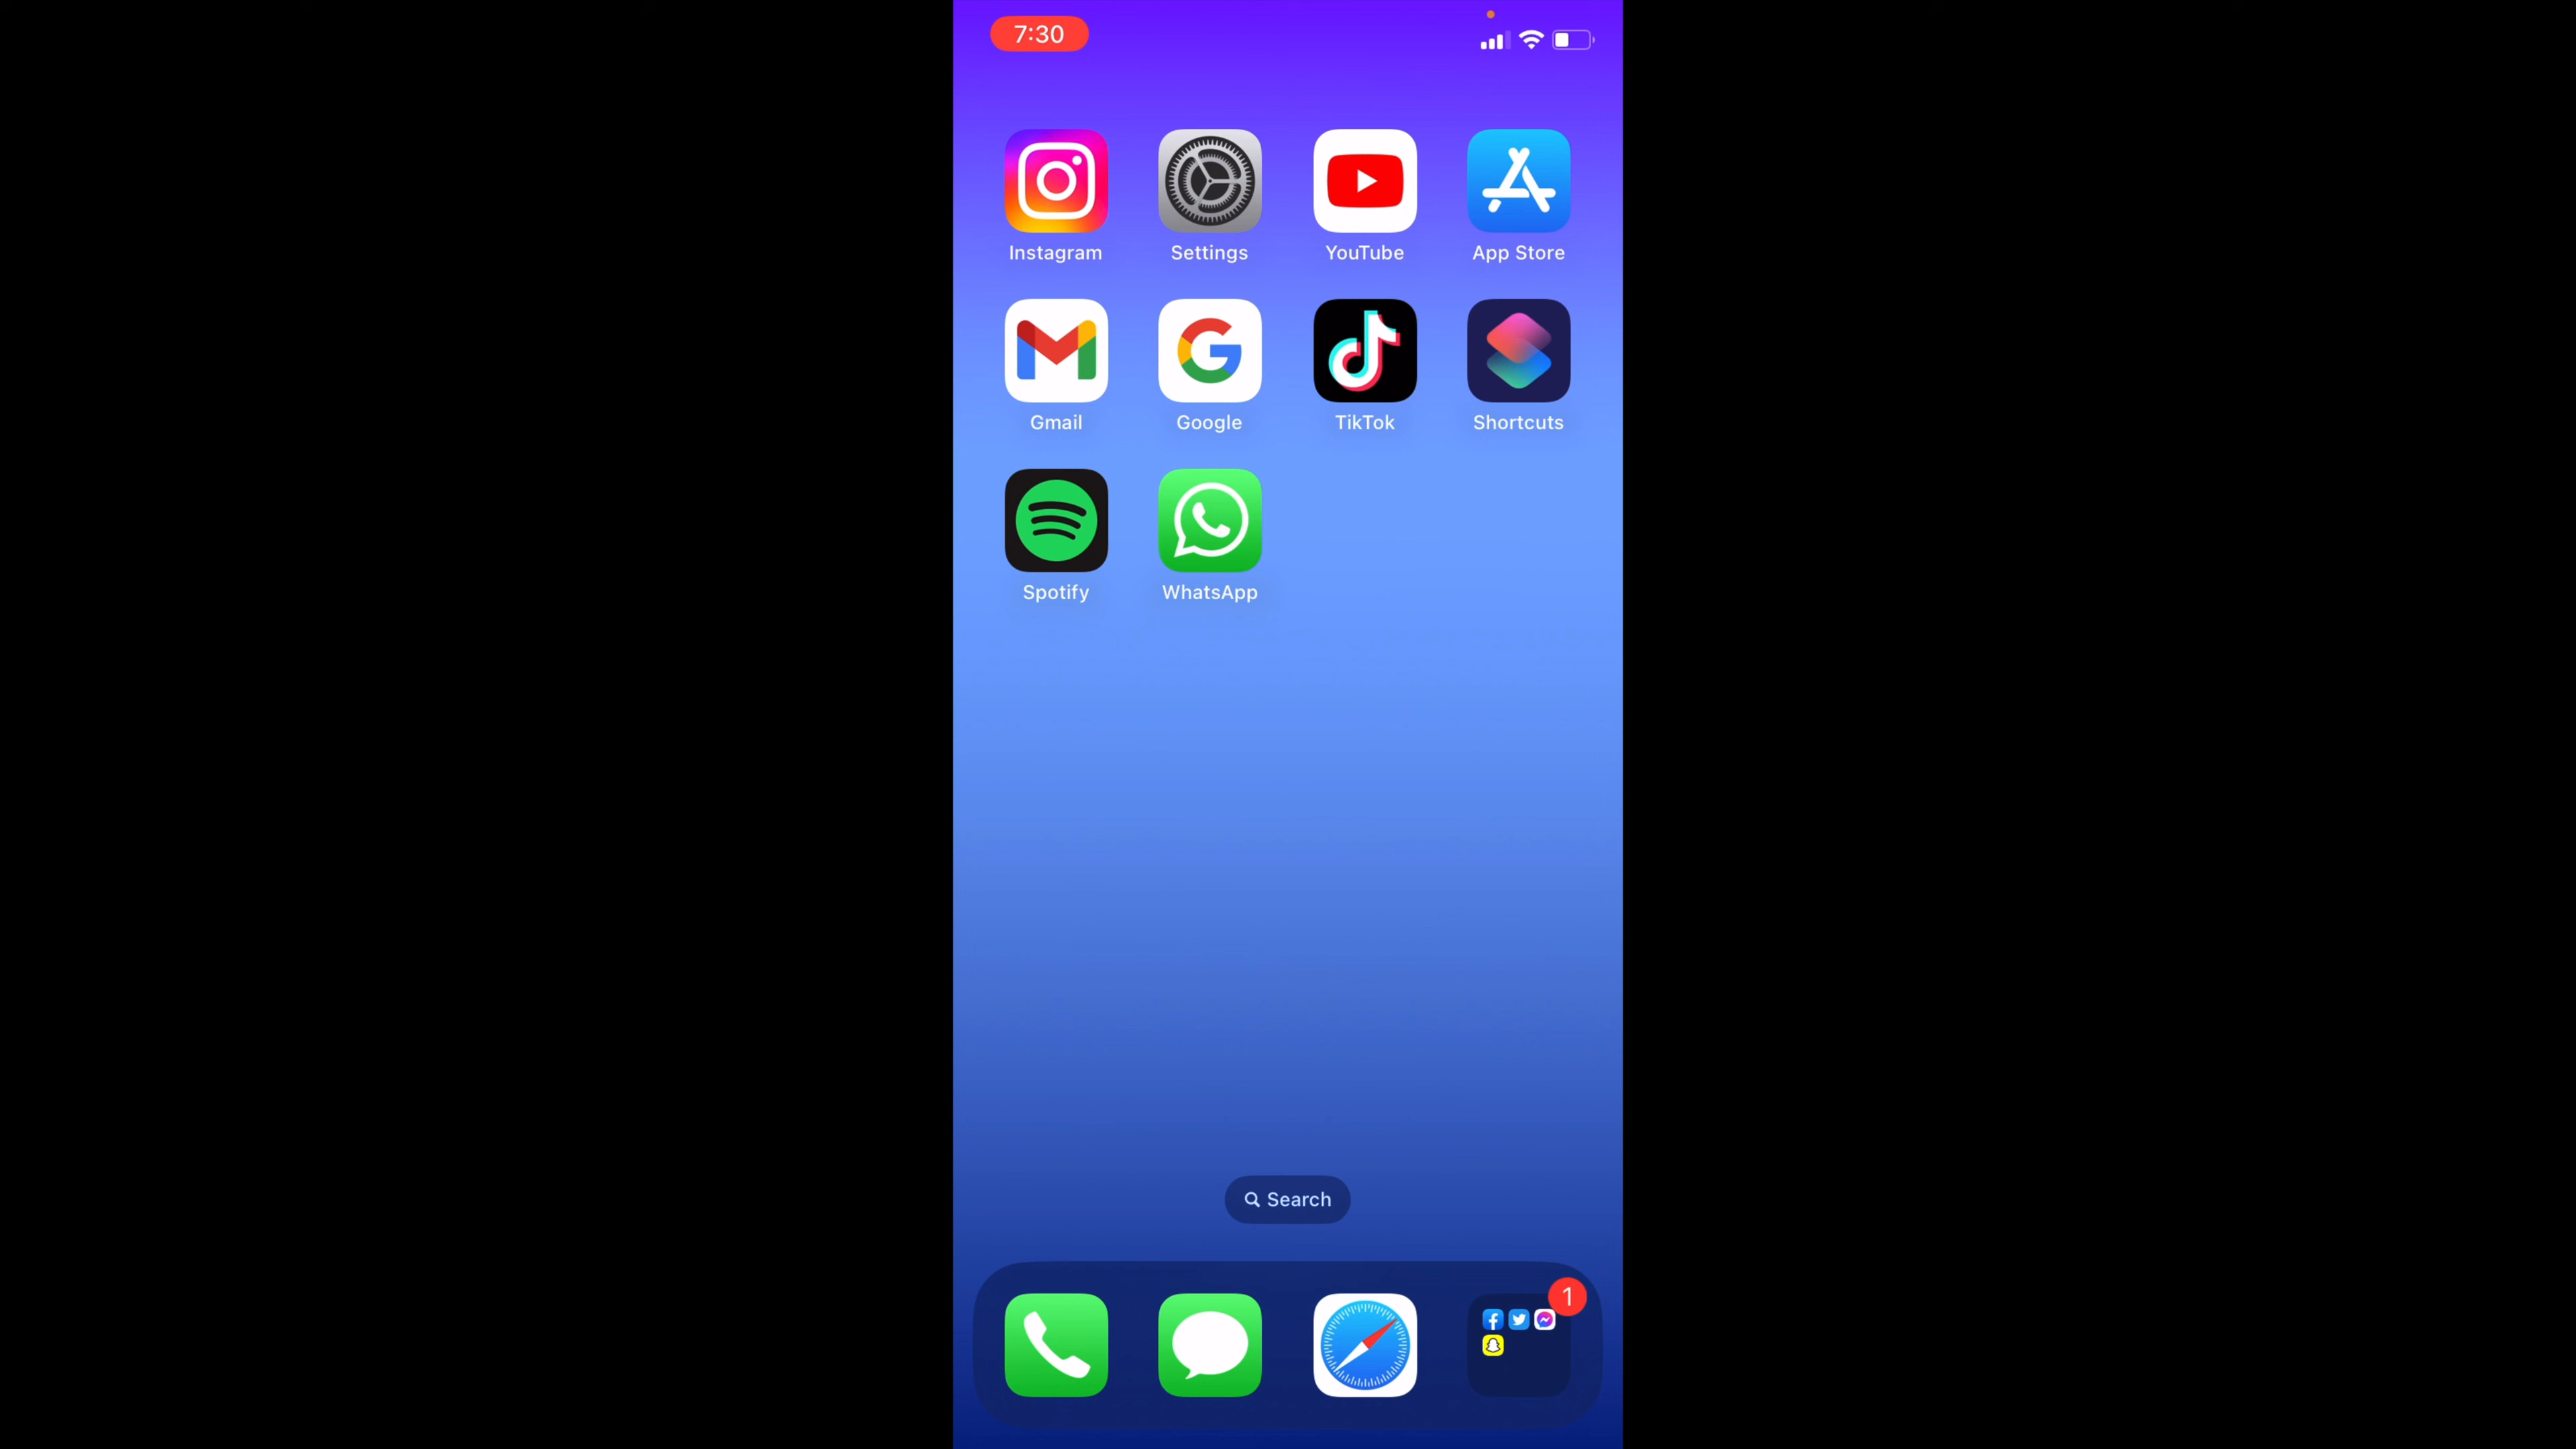 7:30
Instagram Settings YouTube App Store
Gmail Google TikTok Shortcuts
Spotify WhatsApp
Search
1